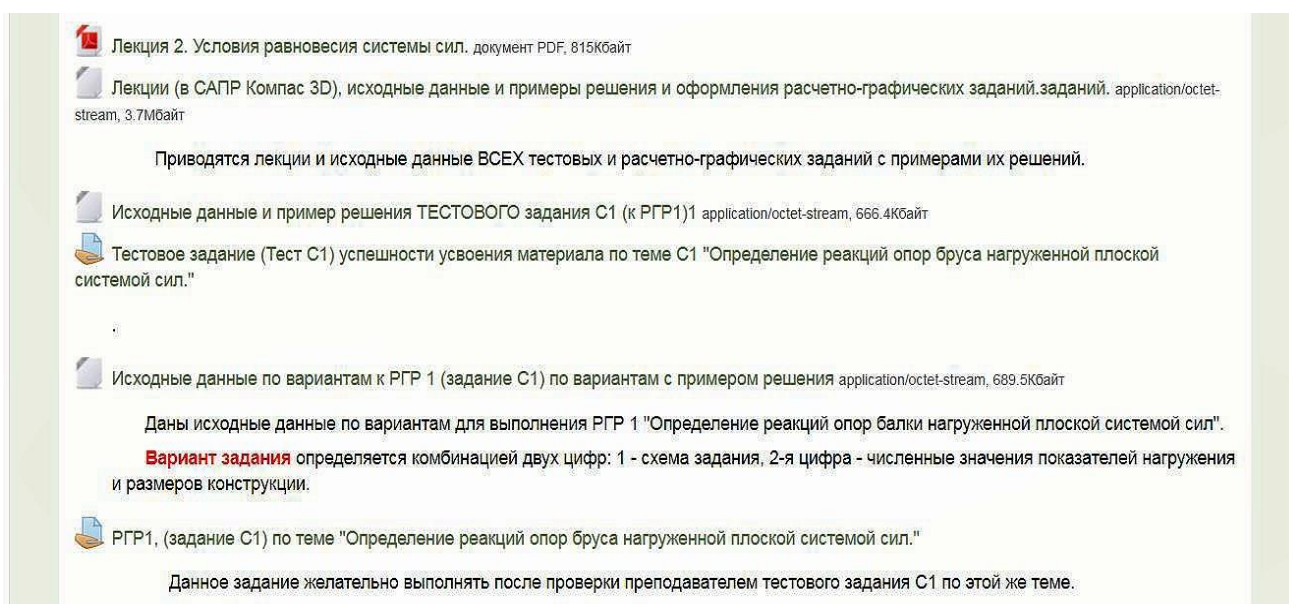 Лекция 2. Условия равновесия системы сил. документ PDF, 815Кбайт
Лекции (в САПР Компас 3D), исходные данные и примеры решения и оформления расчетно-графических заданий.заданий. application/octet-
stream, 3.7Мбайт
Приводятся лекции и исходные данные ВСЕХ тестовых и расчетно-графических заданий с примерами их решений.
Исходные данные и пример решения ТЕСТОВОГО задания С1 (к РГР1)1 application/octet-stream, 666.4Кбайт
Тестовое задание (Тест С1) успешности усвоения материала по теме С1 "Определение реакций опор бруса нагруженной плоской
системой сил."
.
Исходные данные по вариантам к РГР 1 (задание С1) по вариантам с примером решения application/octet-stream, 689.5Кбайт
Даны исходные данные по вариантам для выполнения РГР 1 "Определение реакций опор балки нагруженной плоской системой сил".
Вариант задания определяется комбинацией двух цифр: 1 - схема задания, 2-я цифра - численные значения показателей нагружения
и размеров конструкции.
РГР1, (задание С1) по теме "Определение реакций опор бруса нагруженной плоской системой сил."
Данное задание желательно выполнять после проверки преподавателем тестового задания С1 по этой же теме.